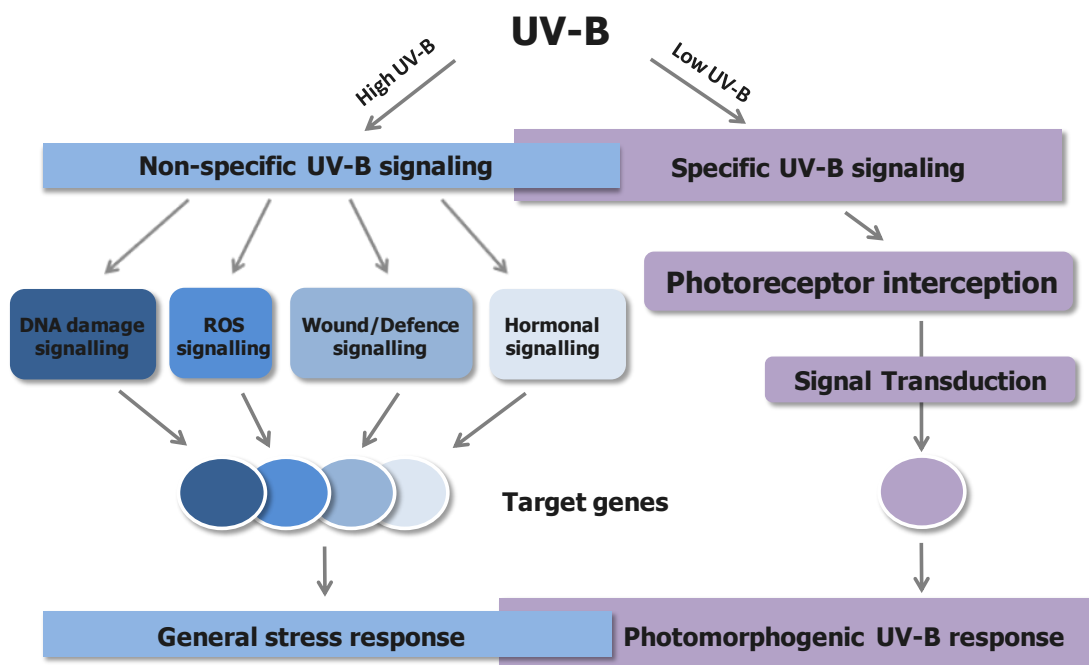 UV-B
High UV-B
Low UV-B
Non-specific UV-B signaling
Specific UV-B signaling
Photoreceptor interception
DNA damage
signalling
ROS
signalling
Wound/Defence
signalling
Hormonal
signalling
Signal Transduction
Target genes
General stress response
Photomorphogenic UV-B response